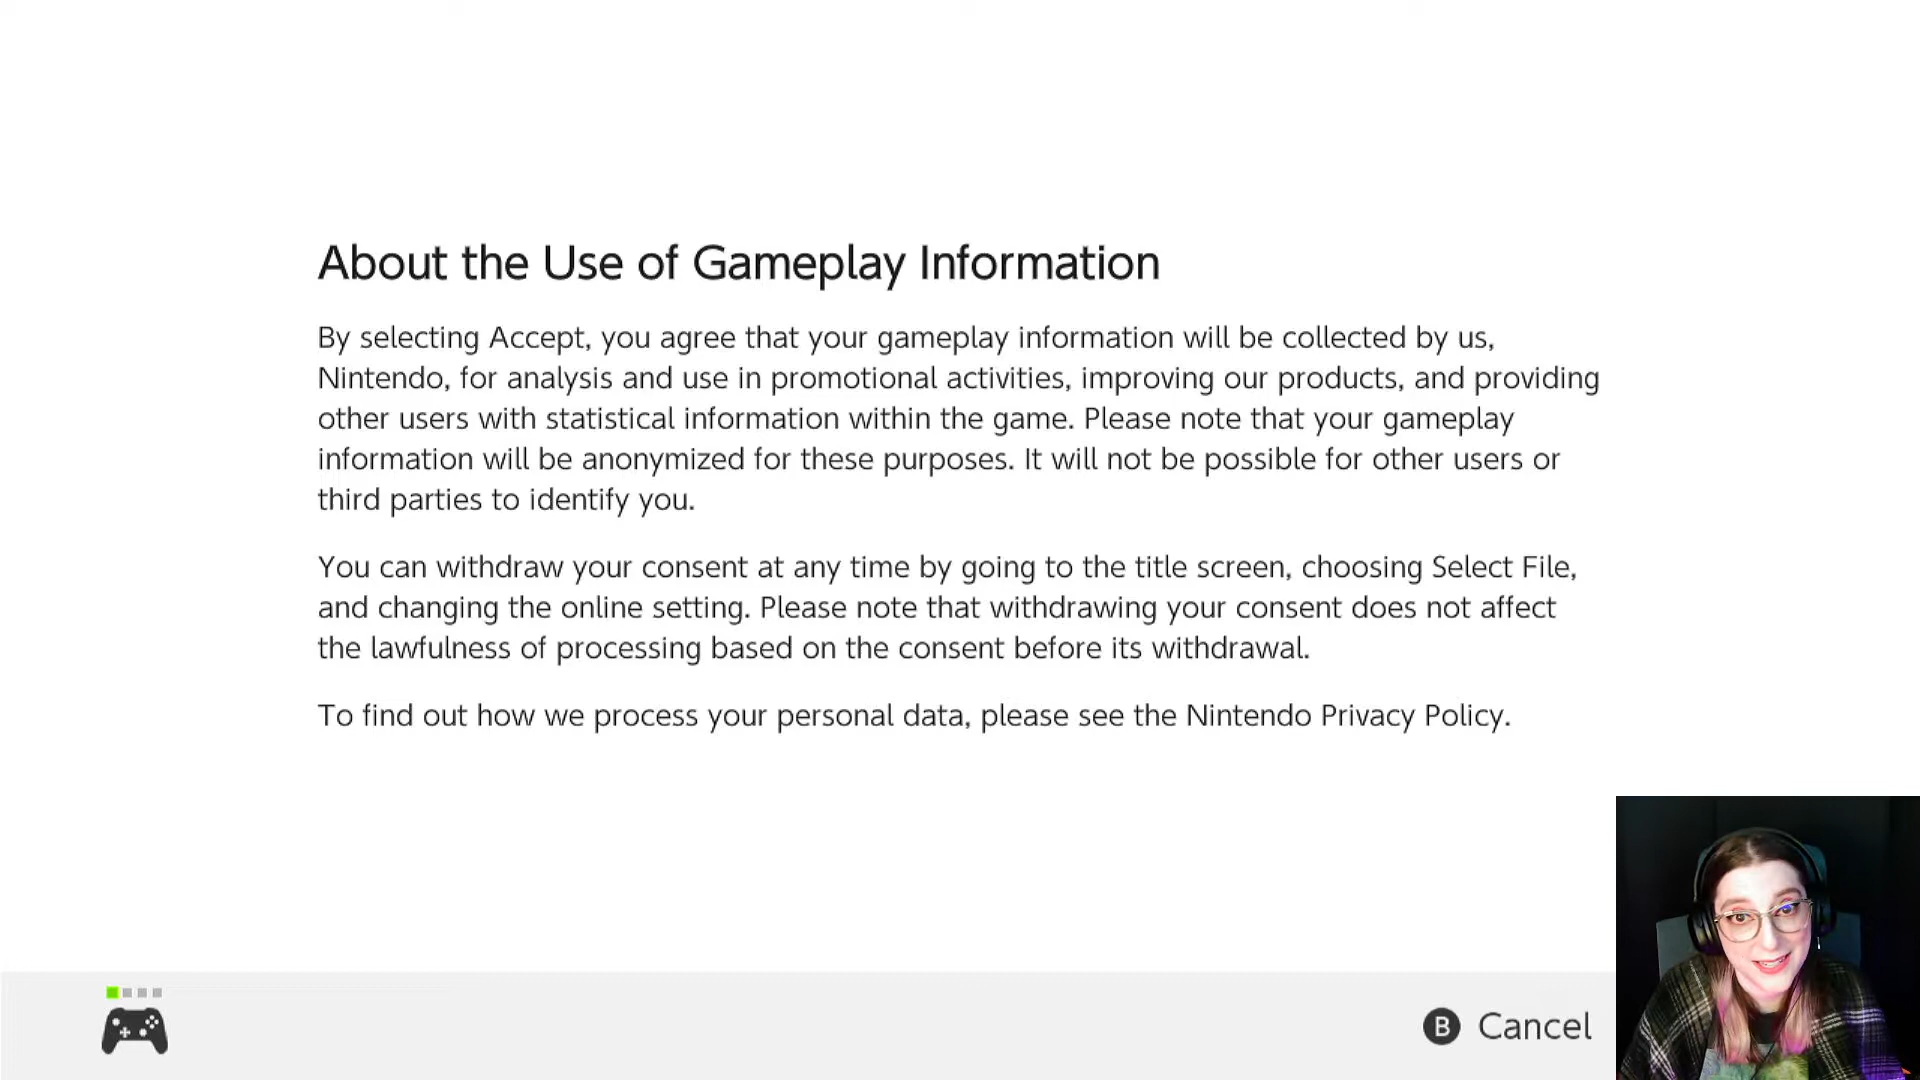 About the Use of Gameplay Information
By selecting Accept, you agree that your gameplay information will be collected by us,
Nintendo, for analysis and use in promotional activities, improving our products, and providing
other users with statistical information within the game. Please note that your gameplay
information will be anonymized for these purposes. It will not be possible for other users or
third parties to identify you.
You can withdraw your consent at any time by going to the title screen, choosing Select File,
and changing the online setting. Please note that withdrawing your consent does not affect
the lawfulness of processing based on the consent before its withdrawal.
To find out how we process your personal data, please see the Nintendo Privacy Policy.
B Cancel